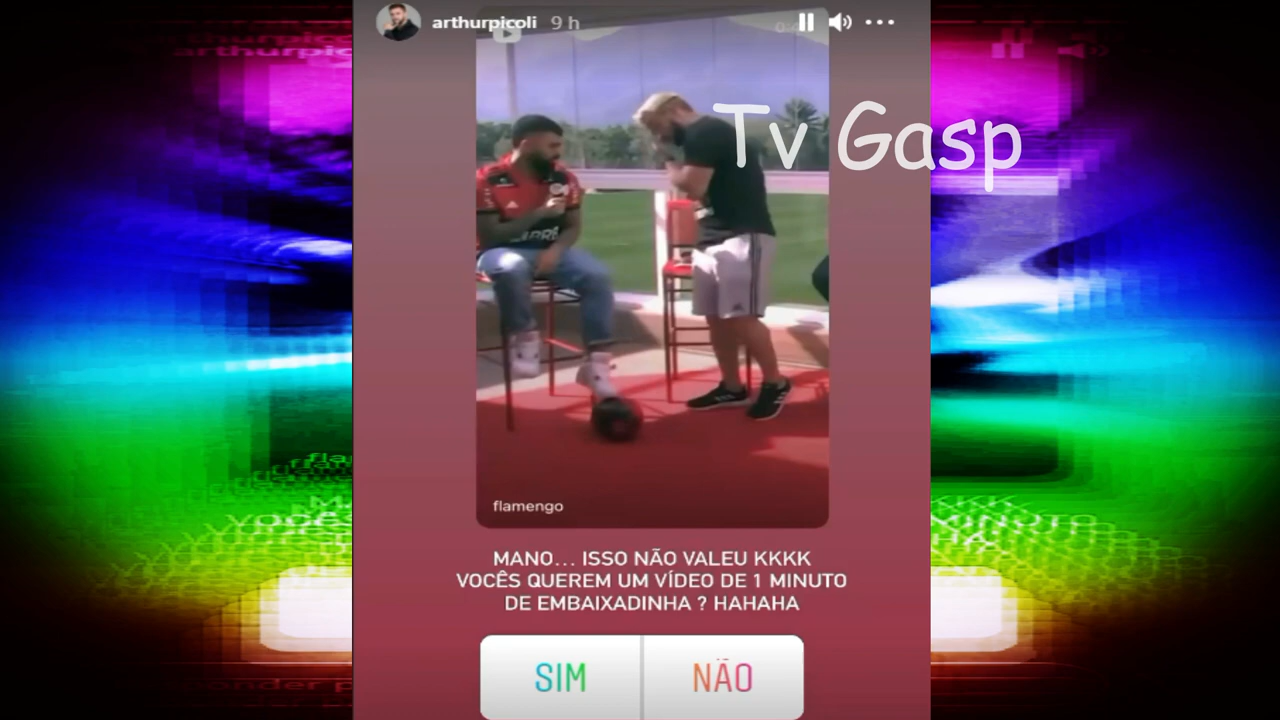 arthurpicoli 9 h
Tv Gasp
flamengo
MANO... ISSO NÃO VALEU KKKK
VOCÊS QUEREM UM VÍDEO DE 1 MINUTO
DE EMBAIXADINHA ? HAHAHA
SIM
NÃO